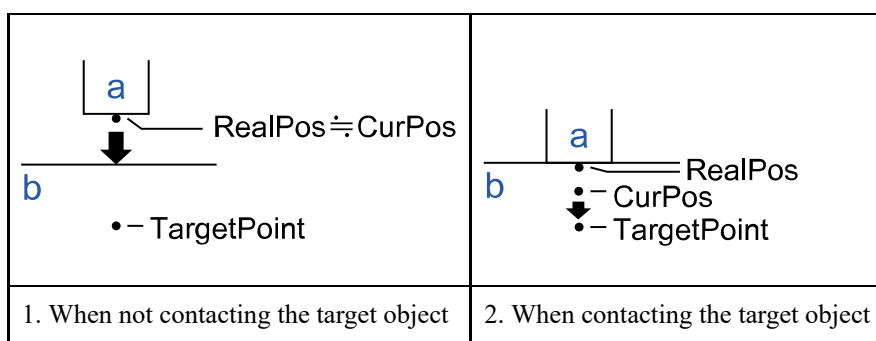 a
RealPos≒CurPos
b
TargetPoint
a
RealPos
b
CurPos
TargetPoint
1. When not contacting the target object
2. When contacting the target object